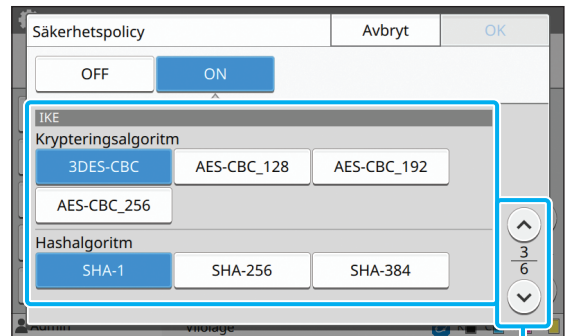 Säkerhetspolicy Avbryt OK
OFF ON
IKE
Krypteringsalgoritm
3DES-CBC AES-CBC_128 AES-CBC_192
AES-CBC_256
3
6
Hashalgoritm
SHA-1 SHA-256 SHA-384
Admin Viloläge